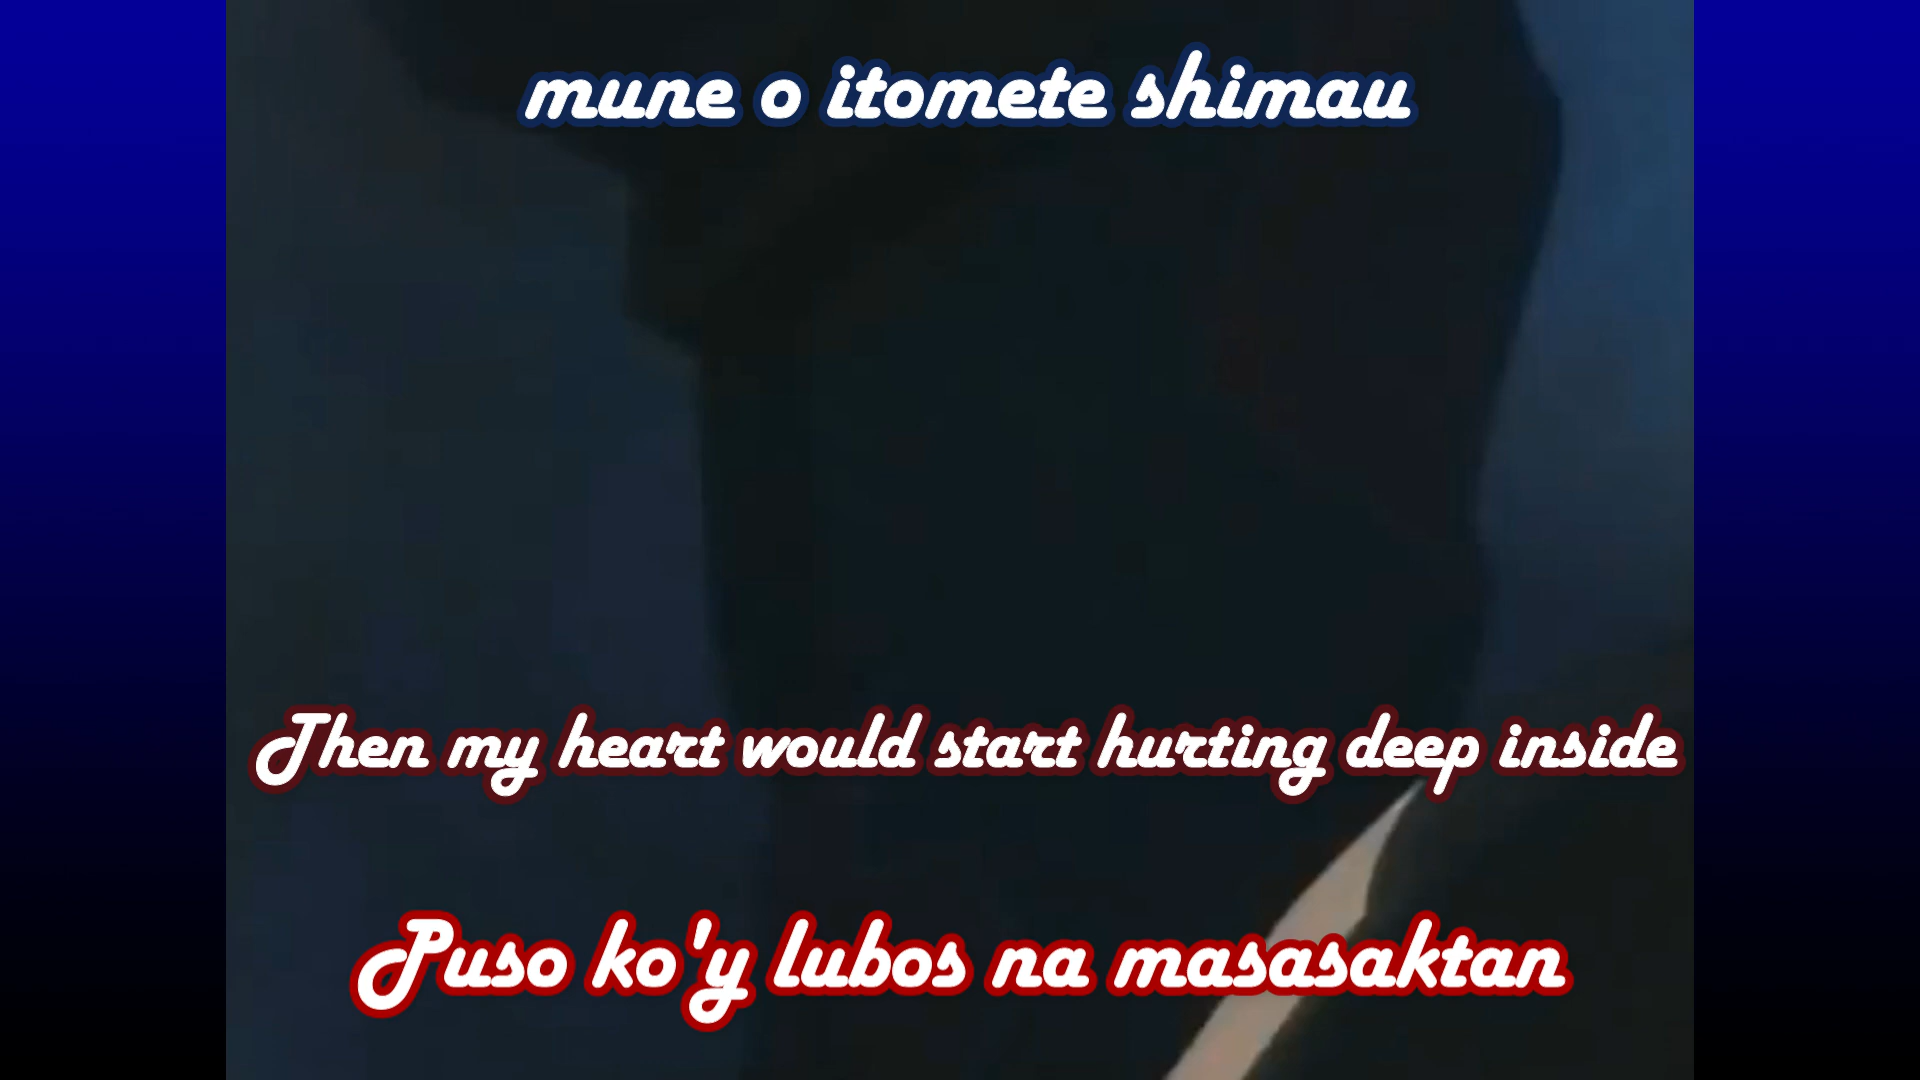 mune o itomete shimau
Then my heart would start hurting deep inside
Puso ko'y lubos na masasaktan